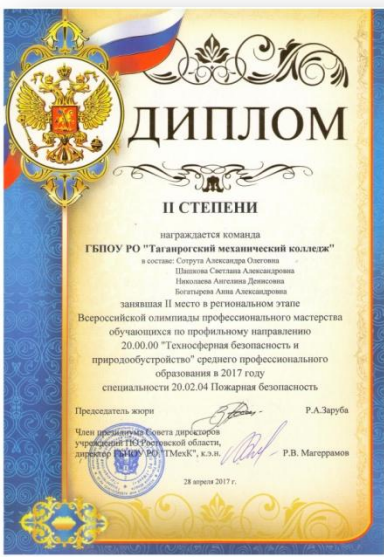 ДИПЛОМ
II СТЕПЕНИ
награждается команда
ГБПОУ РО "Таганрогский механический колледж"
в составе: Сотрута Александра Олеговна
Шашкова Светлана Александровна
Николаева Ангелина Денисовна
Богатырева Анна Александровна
занявшая II место в региональном этапе
Всероссийской олимпиады профессионального мастерства
обучающихся по профильному направлению
20.00.00 "Техносферная безопасность и
природообустройство" среднего профессионального
образования в 2017 году
специальности 20.02.04 Пожарная безопасность
Председатель жюри Р.А.Заруба
Член президиума Совета директоров
учреждений ПО Ростовской области,
директор ГБПОУ РО "ТМехК", к.э.н. Р.В. Магеррамов
28 апреля 2017 г.